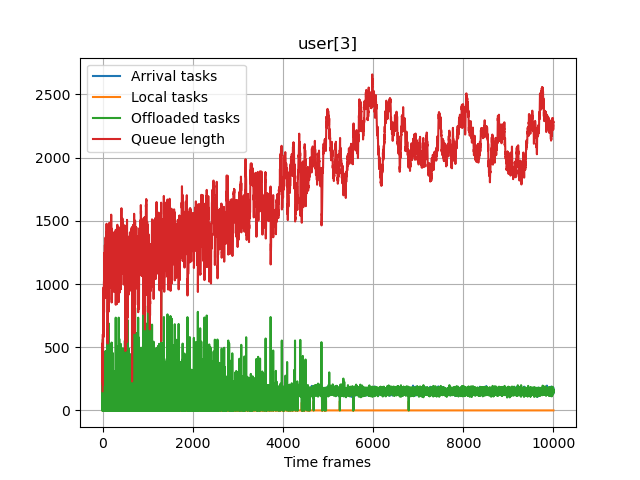 user[3]
Arrival tasks
Local tasks
Offloaded tasks
Queue length
2500
2000
1500
1000
500
0
0 2000 4000 6000 8000 10000
Time frames